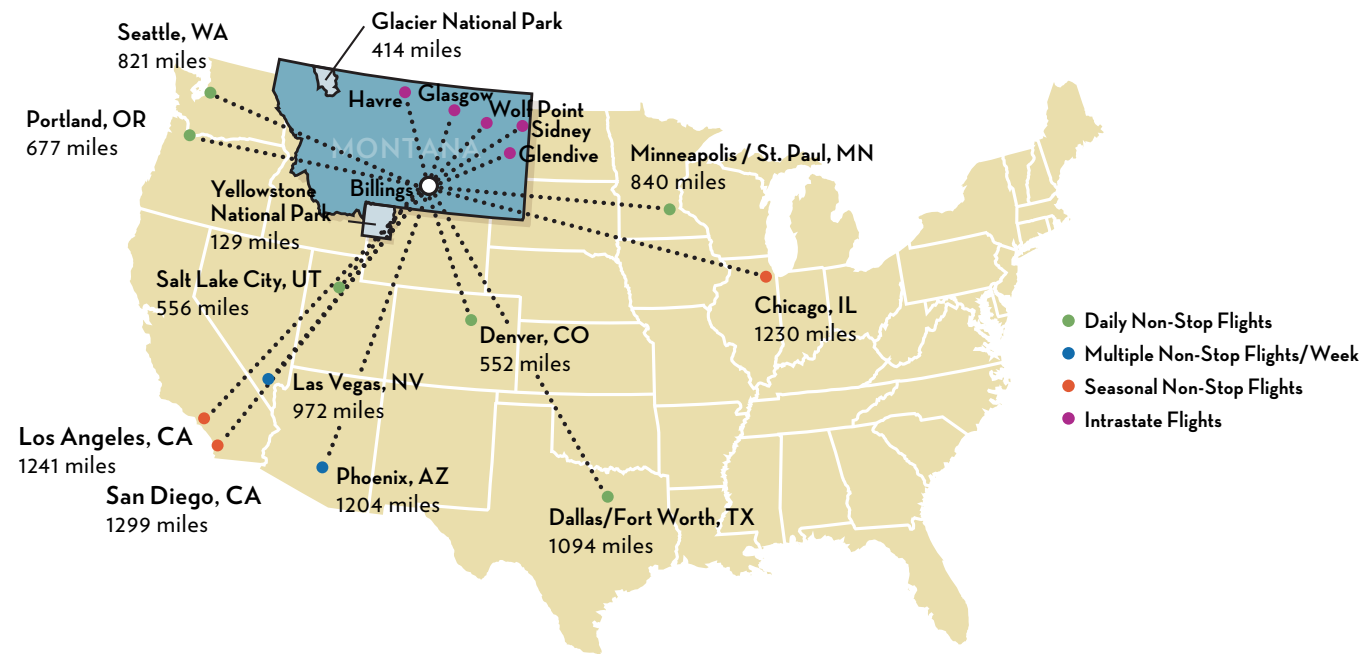 Seattle, WA
821 miles
Glacier National Park
414 miles
Portland, OR
677 miles
Havre
Glasgow
Wolf Point
Sidney
Glendive
MONTANA
Billings
Yellowstone
National Park
129 miles
Minneapolis / St. Paul, MN
840 miles
Salt Lake City, UT
556 miles
Denver, CO
552 miles
Chicago, IL
1230 miles
Las Vegas, NV
972 miles
Los Angeles, CA
1241 miles
San Diego, CA
1299 miles
Phoenix, AZ
1204 miles
Dallas/Fort Worth, TX
1094 miles
Daily Non-Stop Flights
Multiple Non-Stop Flights/Week
Seasonal Non-Stop Flights
Intrastate Flights